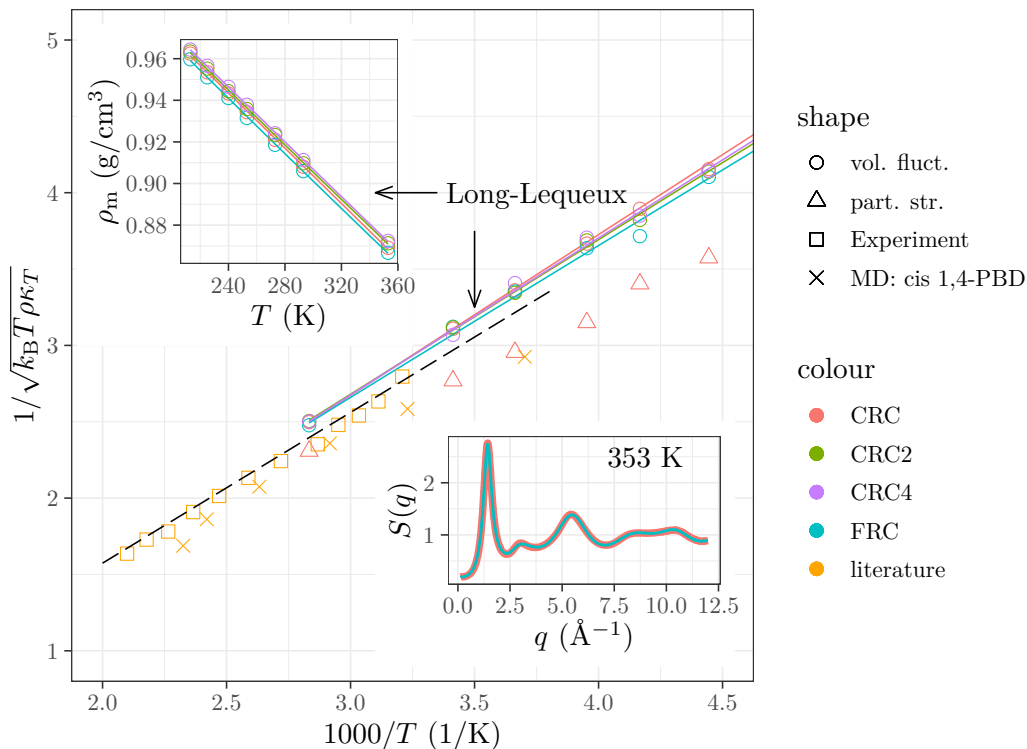 5
4
3
2
1
1/√k_B Tρκ_T
2.0 2.5 3.0 3.5 4.0 4.5
1000/T (1/K)
0.96
0.94
0.92
0.90
0.88
ρ_m (g/cm³)
240 280 320 360
T (K)
Long-Lequeux
353 K
2
1
S(q)
0.0 2.5 5.0 7.5 10.0 12.5
q (Å⁻¹)
shape
vol. fluct.
part. str.
Experiment
MD: cis 1,4-PBD
colour
CRC
CRC2
CRC4
FRC
literature